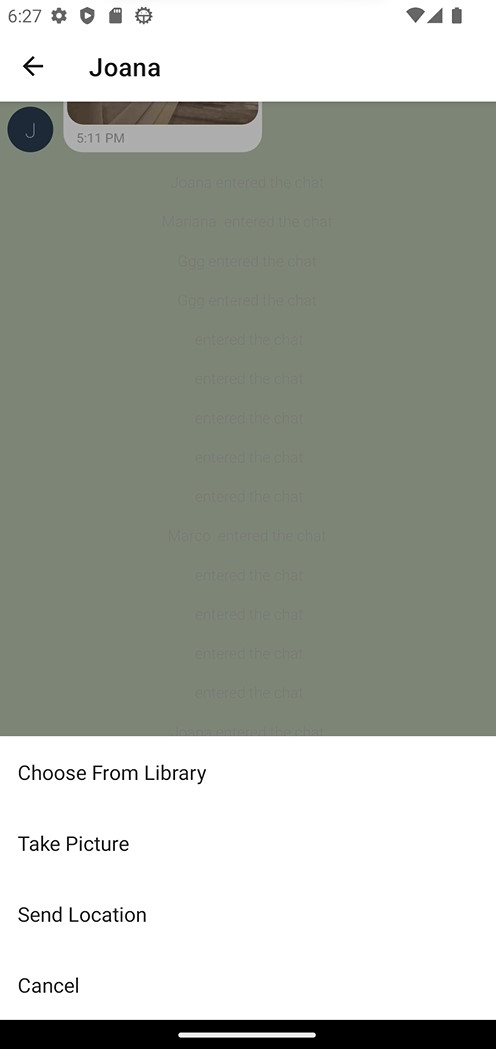 6:27
Joana
J
5:11 PM
Joana entered the chat
Mariana entered the chat
Ggg entered the chat
Ggg entered the chat
entered the chat
entered the chat
entered the chat
entered the chat
entered the chat
Marco entered the chat
entered the chat
entered the chat
entered the chat
entered the chat
Joana entered the chat
Choose From Library
Take Picture
Send Location
Cancel